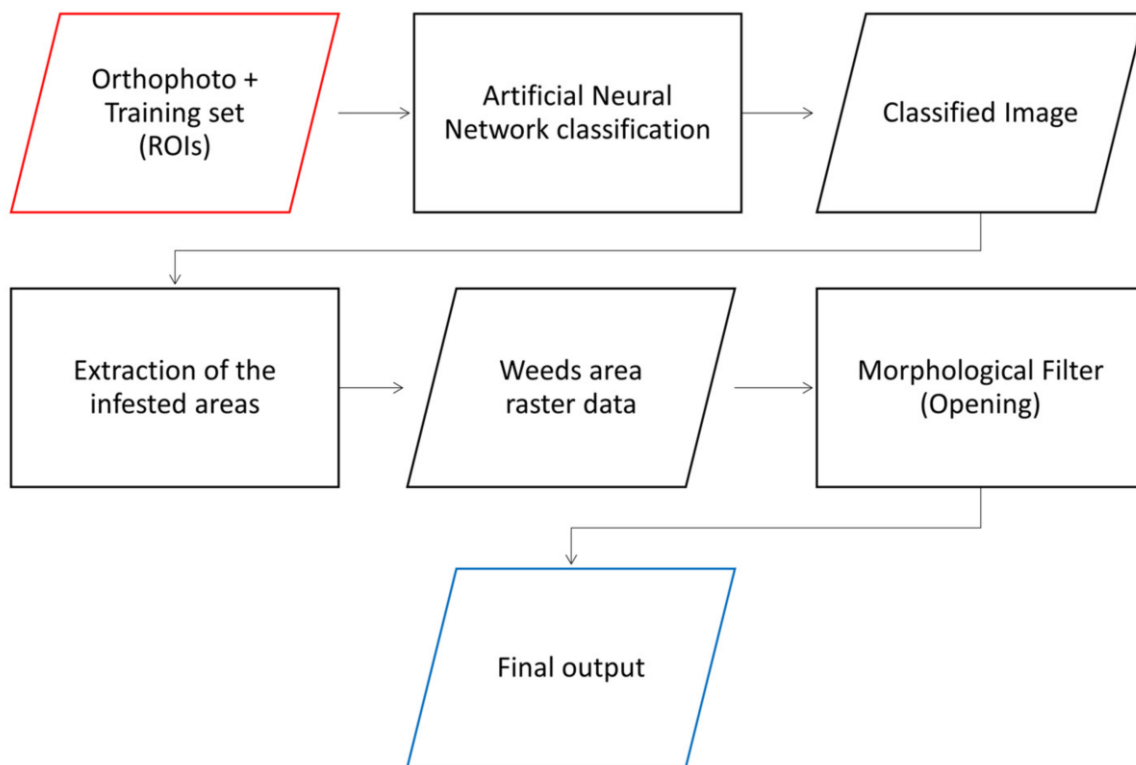 Orthophoto +
Training set
(ROIs)
Artificial Neural
Network classification
Classified Image
Extraction of the
infested areas
Weeds area
raster data
Morphological Filter
(Opening)
Final output